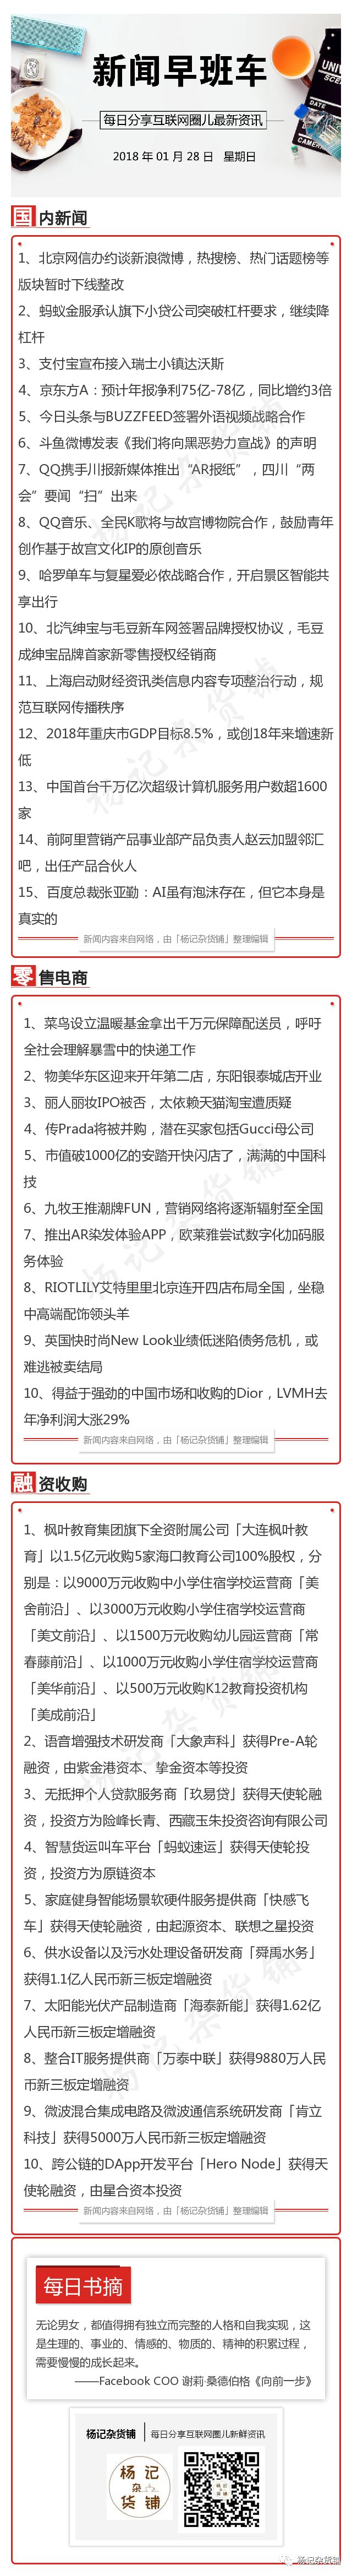 新闻早班车
每日分享互联网圈儿最新资讯
2018 年 01 月 28 日 星期日
国内新闻
1、北京网信办约谈新浪微博，热搜榜、热门话题榜等
版块暂时下线整改
2、蚂蚁金服承认旗下小贷公司突破杠杆要求，继续降
杠杆
3、支付宝宣布接入瑞士小镇达沃斯
4、京东方A：预计年报净利75亿-78亿，同比增约3倍
5、今日头条与BUZZFEED签署外语视频战略合作
6、斗鱼微博发表《我们将向黑恶势力宣战》的声明
7、QQ携手川报新媒体推出“AR报纸”，四川“两
会”要闻“扫”出来
8、QQ音乐、全民K歌将与故宫博物院合作，鼓励青年
创作基于故宫文化IP的原创音乐
9、哈罗单车与复星爱必侬战略合作，开启景区智能共
享出行
10、北汽绅宝与毛豆新车网签署品牌授权协议，毛豆
成绅宝品牌首家新零售授权经销商
11、上海启动财经资讯类信息内容专项整治行动，规
范互联网传播秩序
12、2018年重庆市GDP目标8.5%，或创18年来增速新
低
13、中国首台千万亿次超级计算机服务用户数超1600
家
14、前阿里营销产品事业部产品负责人赵云加盟邻汇
吧，出任产品合伙人
15、百度总裁张亚勤：AI虽有泡沫存在，但它本身是
真实的
新闻内容来自网络，由「杨记杂货铺」整理编辑
零售电商
1、菜鸟设立温暖基金拿出千万元保障配送员，呼吁
全社会理解暴雪中的快递工作
2、物美华东区迎来开年第二店，东阳银泰城店开业
3、丽人丽妆IPO被否，太依赖天猫淘宝遭质疑
4、传Prada将被并购，潜在买家包括Gucci母公司
5、市值破1000亿的安踏开快闪店了，满满的中国科
技
6、九牧王推潮牌FUN，营销网络将逐渐辐射至全国
7、推出AR染发体验APP，欧莱雅尝试数字化加码服
务体验
8、RIOTLILY艾特里里北京连开四店布局全国，坐稳
中高端配饰领头羊
9、英国快时尚New Look业绩低迷陷债务危机，或
难逃被卖结局
10、得益于强劲的中国市场和收购的Dior，LVMH去
年净利润大涨29%
新闻内容来自网络，由「杨记杂货铺」整理编辑
融资收购
1、枫叶教育集团旗下全资附属公司「大连枫叶教
育」以1.5亿元收购5家海口教育公司100%股权，分
别是：以9000万元收购中小学住宿学校运营商「美
舍前沿」、以3000万元收购小学住宿学校运营商
「美文前沿」、以1500万元收购幼儿园运营商「常
春藤前沿」、以1000万元收购小学住宿学校运营商
「美华前沿」、以500万元收购K12教育投资机构
「美成前沿」
2、语音增强技术研发商「大象声科」获得Pre-A轮
融资，由紫金港资本、挚金资本等投资
3、无抵押个人贷款服务商「玖易贷」获得天使轮融
资，投资方为险峰长青、西藏玉朱投资咨询有限公司
4、智慧货运叫车平台「蚂蚁速运」获得天使轮投
资，投资方为原链资本
5、家庭健身智能场景软硬件服务提供商「快感飞
车」获得天使轮融资，由起源资本、联想之星投资
6、供水设备以及污水处理设备研发商「舜禹水务」
获得1.1亿人民币新三板定增融资
7、太阳能光伏产品制造商「海泰新能」获得1.62亿
人民币新三板定增融资
8、整合IT服务提供商「万泰中联」获得9880万人民
币新三板定增融资
9、微波混合集成电路及微波通信系统研发商「肯立
科技」获得5000万人民币新三板定增融资
10、跨公链的DApp开发平台「Hero Node」获得天
使轮融资，由星合资本投资
新闻内容来自网络，由「杨记杂货铺」整理编辑
每日书摘
无论男女，都值得拥有独立而完整的人格和自我实现，这
是生理的、事业的、情感的、物质的、精神的积累过程，
需要慢慢的成长起来。
——Facebook COO 谢莉·桑德伯格《向前一步》
杨记杂货铺 每日分享互联网圈儿新鲜资讯
杨记
杂
货铺
杨记杂货铺